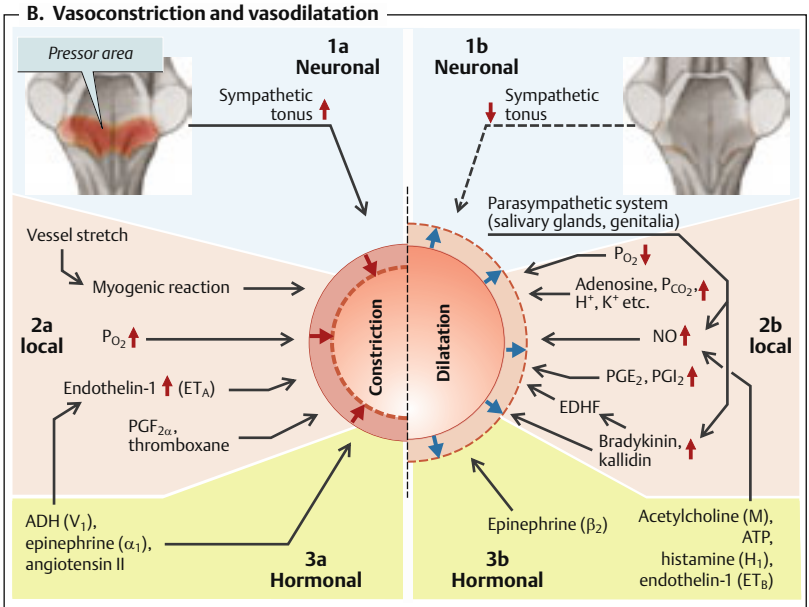 B. Vasoconstriction and vasodilatation
Pressor area
1a
Neuronal
Sympathetic
tonus
1b
Neuronal
Sympathetic
tonus
Vessel stretch
Myogenic reaction
2a
local
PO2
Endothelin-1 (ETA)
PGF2α,
thromboxane
Constriction
Dilatation
Parasympathetic system
(salivary glands, genitalia)
PO2
Adenosine, PCO2,
H+, K+ etc.
NO
2b
local
PGE2, PGI2
EDHF
Bradykinin,
kallidin
ADH (V1),
epinephrine (α1),
angiotensin II
3a
Hormonal
Epinephrine (β2)
3b
Hormonal
Acetylcholine (M),
ATP,
histamine (H1),
endothelin-1 (ETB)